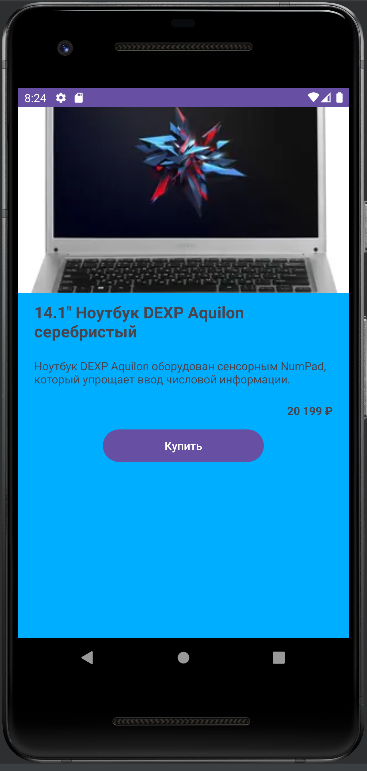 8:24
14.1" Ноутбук DEXP Aquilon
серебристый
Ноутбук DEXP Aquilon оборудован сенсорным NumPad,
который упрощает ввод числовой информации.
20 199 ₽
Купить